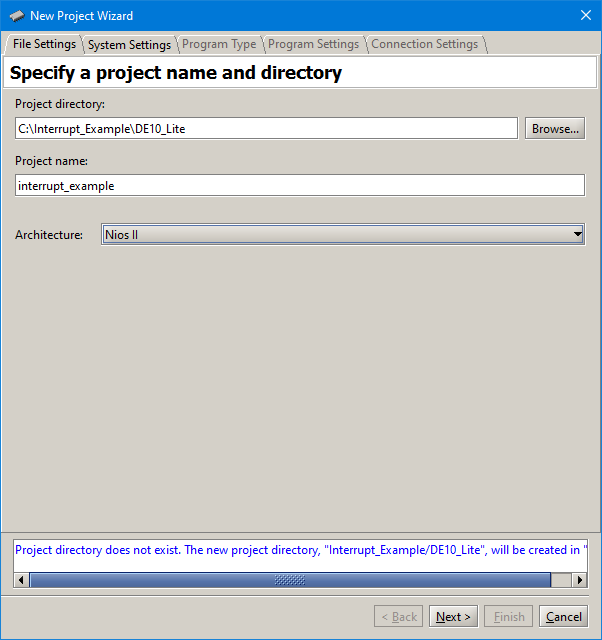 New Project Wizard
File Settings System Settings Program Type Program Settings Connection Settings
Specify a project name and directory
Project directory:
C:\Interrupt_Example\DE10_Lite Browse...
Project name:
interrupt_example
Architecture: Nios II
Project directory does not exist. The new project directory, "Interrupt_Example/DE10_Lite", will be created in "
< Back Next > Finish Cancel